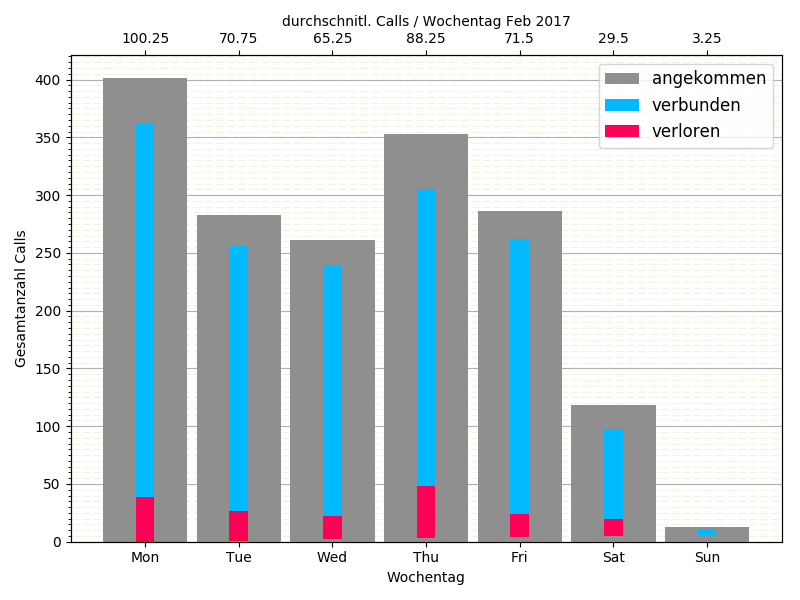 durchschnitl. Calls / Wochentag Feb 2017
100.25 70.75 65.25 88.25 71.5 29.5 3.25
angekommen
verbunden
verloren
400
350
300
250
200
150
100
50
0
Gesamtanzahl Calls
Mon Tue Wed Thu Fri Sat Sun
Wochentag